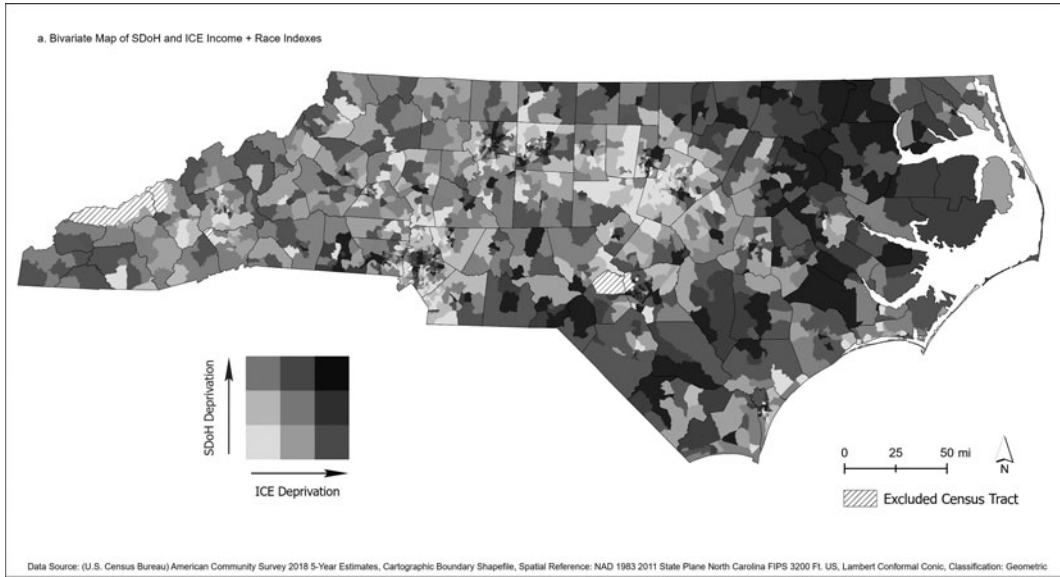 a. Bivariate Map of SDoH and ICE Income + Race Indexes
SDoH Deprivation
ICE Deprivation
0 25 50 mi
N
Excluded Census Tract
Data Source: (U.S. Census Bureau) American Community Survey 2018 5-Year Estimates, Cartographic Boundary Shapefile, Spatial Reference: NAD 1983 2011 State Plane North Carolina FIPS 3200 Ft. US, Lambert Conformal Conic, Classification: Geometric